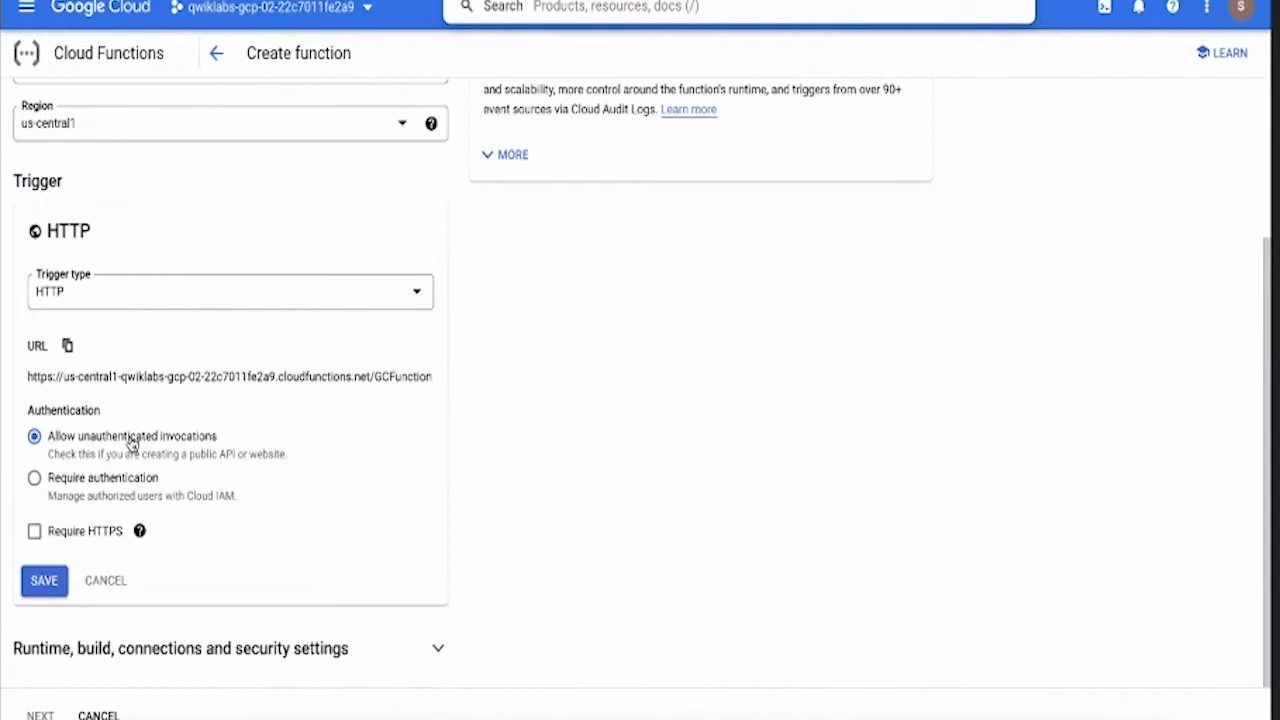 Google Cloud qwiklabs-gcp-02-22c7011fe2a9 Search Products, resources, docs (/) S
Cloud Functions Create function LEARN
and scalability, more control around the function's runtime, and triggers from over 90+
event sources via Cloud Audit Logs. Learn more
MORE
Region
us-central1
Trigger
HTTP
Trigger type
HTTP
URL
https://us-central1-qwiklabs-gcp-02-22c7011fe2a9.cloudfunctions.net/GCFunction
Authentication
Allow unauthenticated invocations
Check this if you are creating a public API or website.
Require authentication
Manage authorized users with Cloud IAM.
Require HTTPS
SAVE CANCEL
Runtime, build, connections and security settings
NEXT CANCEL